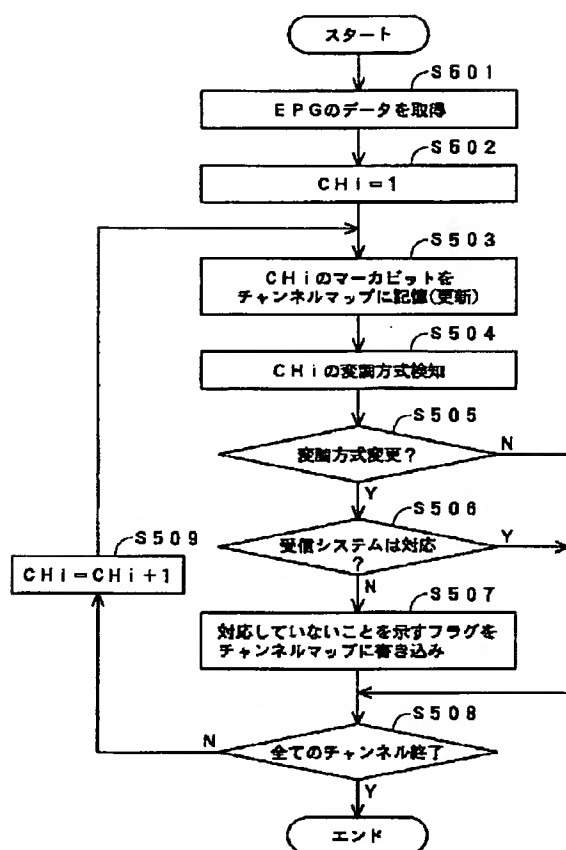 スタート
S501
EPGのデータを取得
S502
CHi=1
S503
CHiのマーカビットを
チャンネルマップに記憶(更新)
S504
CHiの変調方式検知
S505
変調方式変更?
N
Y
S506
受信システムは対応
?
Y
N
S509
CHi=CHi+1
S507
対応していないことを示すフラグを
チャンネルマップに書き込み
S508
全てのチャンネル終了
N
Y
エンド